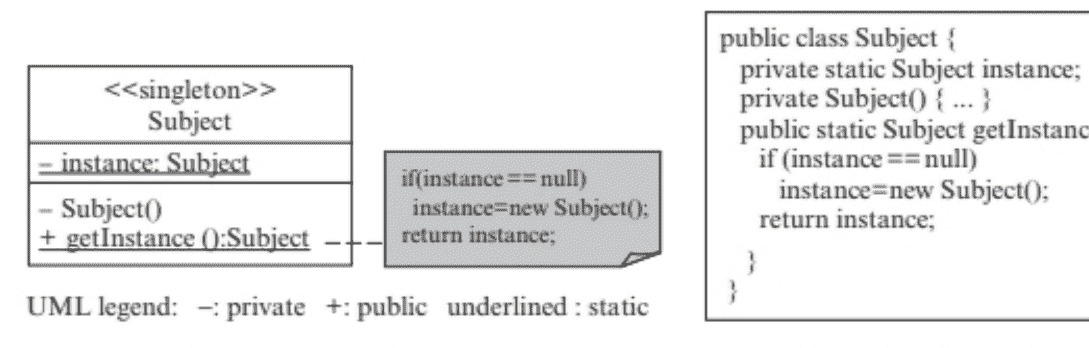 <<singleton>>
Subject
– instance: Subject
– Subject()
+ getInstance ():Subject
if(instance == null)
instance=new Subject();
return instance;
UML legend: –: private +: public underlined : static
public class Subject {
private static Subject instance;
private Subject() { ... }
public static Subject getInstanc
if (instance == null)
instance=new Subject();
return instance;
}
}